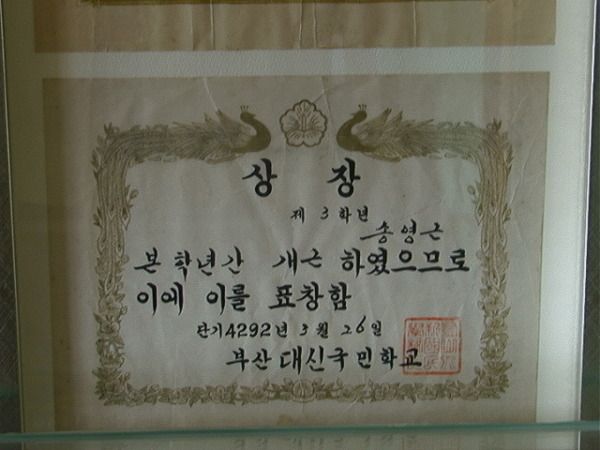 상 장
제 3학년
송영근
본 학년간 개근 하였으므로
이에 이를 표창함
단기4292년 3월 26일
부산 대신국민학교